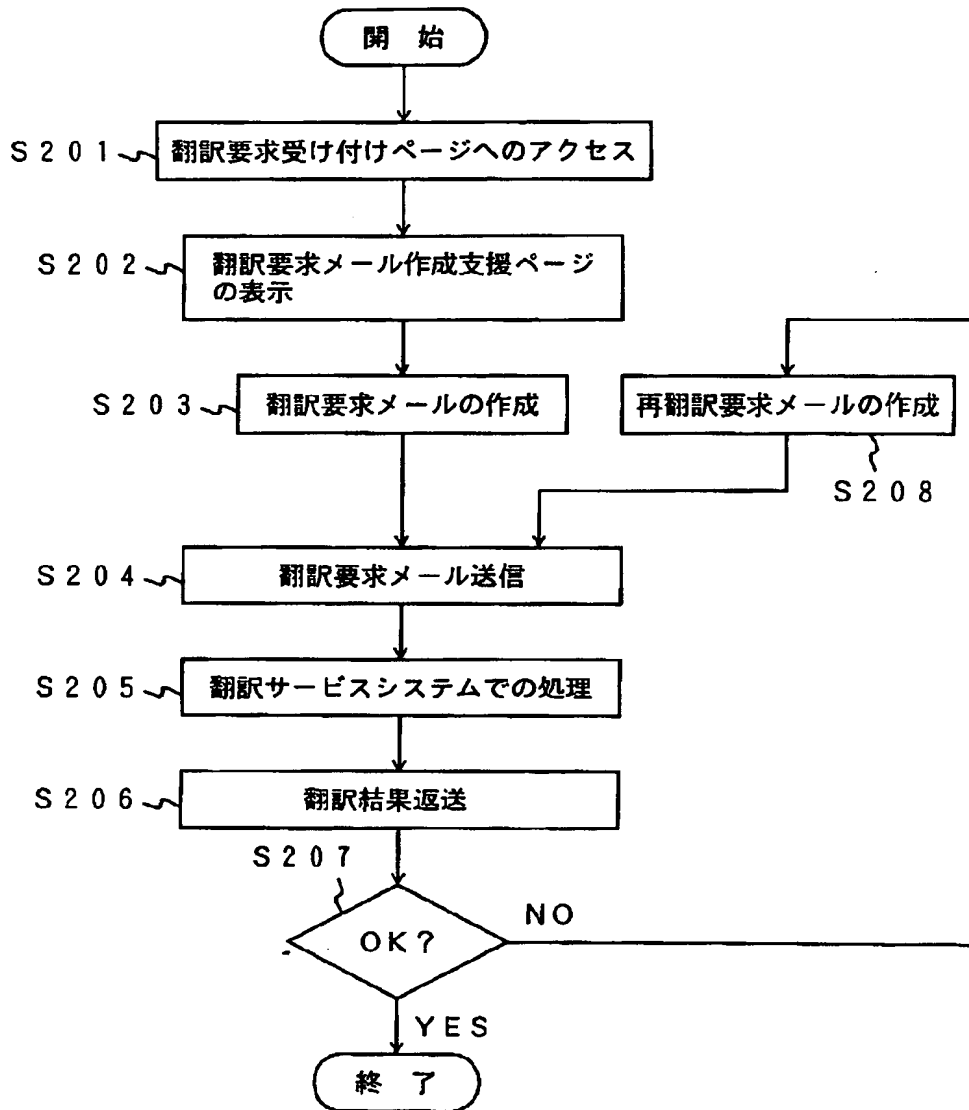 開 始
S201
翻訳要求受け付けページへのアクセス
S202
翻訳要求メール作成支援ページ
の表示
S203
翻訳要求メールの作成
再翻訳要求メールの作成
S208
S204
翻訳要求メール送信
S205
翻訳サービスシステムでの処理
S206
翻訳結果返送
S207
OK?
NO
YES
終 了